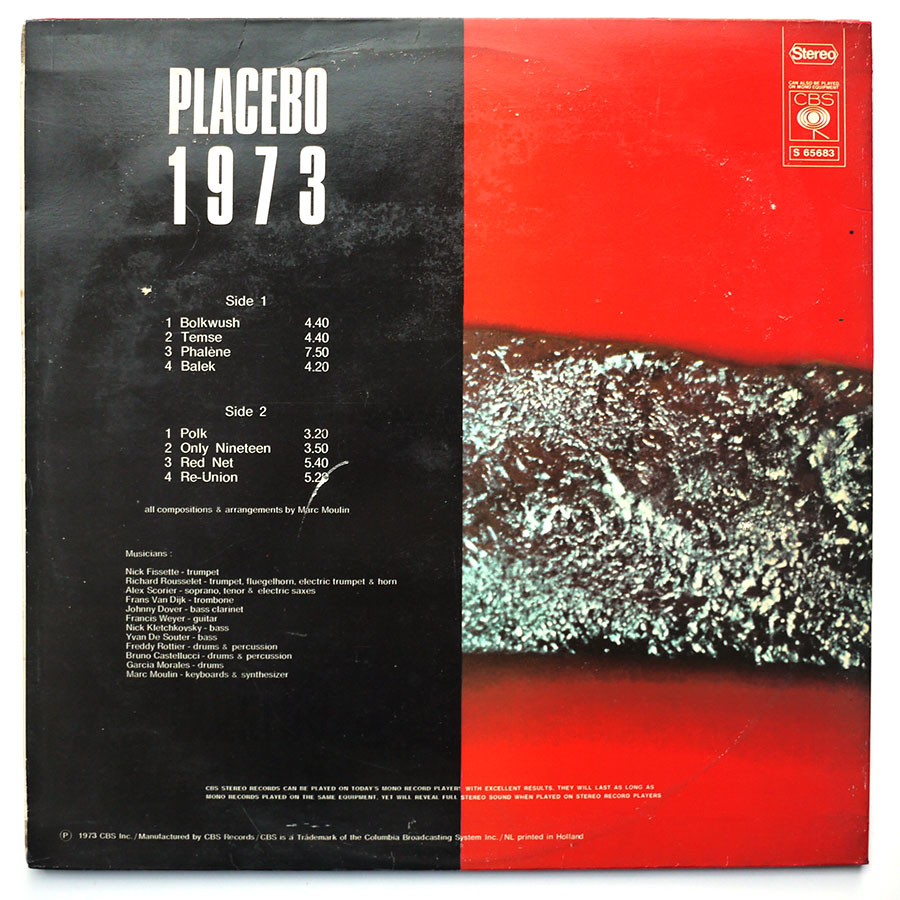 PLACEBO
1973
Stereo
CAN ALSO BE PLAYED
ON MONO EQUIPMENT
CBS
S 65683
Side 1
1 Bolkwush 4.40
2 Temse 4.40
3 Phalène 7.50
4 Balek 4.20
Side 2
1 Polk 3.20
2 Only Nineteen 3.50
3 Red Net 5.40
4 Re-Union 5.20
all compositions & arrangements by Marc Moulin
Musicians :
Nick Fissette - trumpet
Richard Rousselet - trumpet, fluegelhorn, electric trumpet & horn
Alex Scorier - soprano, tenor & electric saxes
Frans Van Dijk - trombone
Johnny Dover - bass clarinet
Francis Weyer - guitar
Nick Kletchkovsky - bass
Yvan De Souter - bass
Freddy Rottier - drums & percussion
Bruno Castellucci - drums & percussion
Garcia Morales - drums
Marc Moulin - keyboards & synthesizer
CBS STEREO RECORDS CAN BE PLAYED ON TODAY'S MONO RECORD PLAYERS WITH EXCELLENT RESULTS. THEY WILL LAST AS LONG AS
MONO RECORDS PLAYED ON THE SAME EQUIPMENT, YET WILL REVEAL FULL STEREO SOUND WHEN PLAYED ON STEREO RECORD PLAYERS
Ⓟ 1973 CBS Inc./Manufactured by CBS Records/CBS is a Trademark of the Columbia Broadcasting System Inc./NL printed in Holland